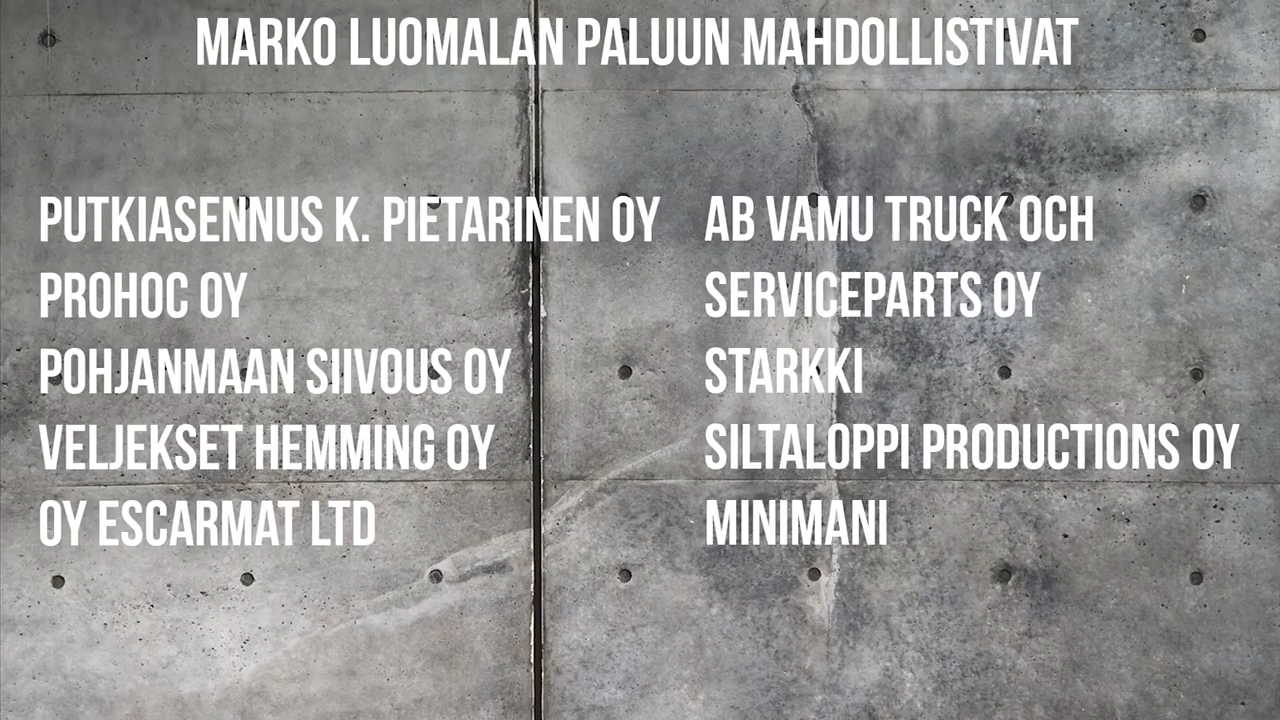 MARKO LUOMALAN PALUUN MAHDOLLISTIVAT
PUTKIASENNUS K. PIETARINEN OY
PROHOC OY
POHJANMAAN SIIVOUS OY
VELJEKSET HEMMING OY
OY ESCARMAT LTD
AB VAMU TRUCK OCH
SERVICEPARTS OY
STARKKI
SILTALOPPI PRODUCTIONS OY
MINIMANI